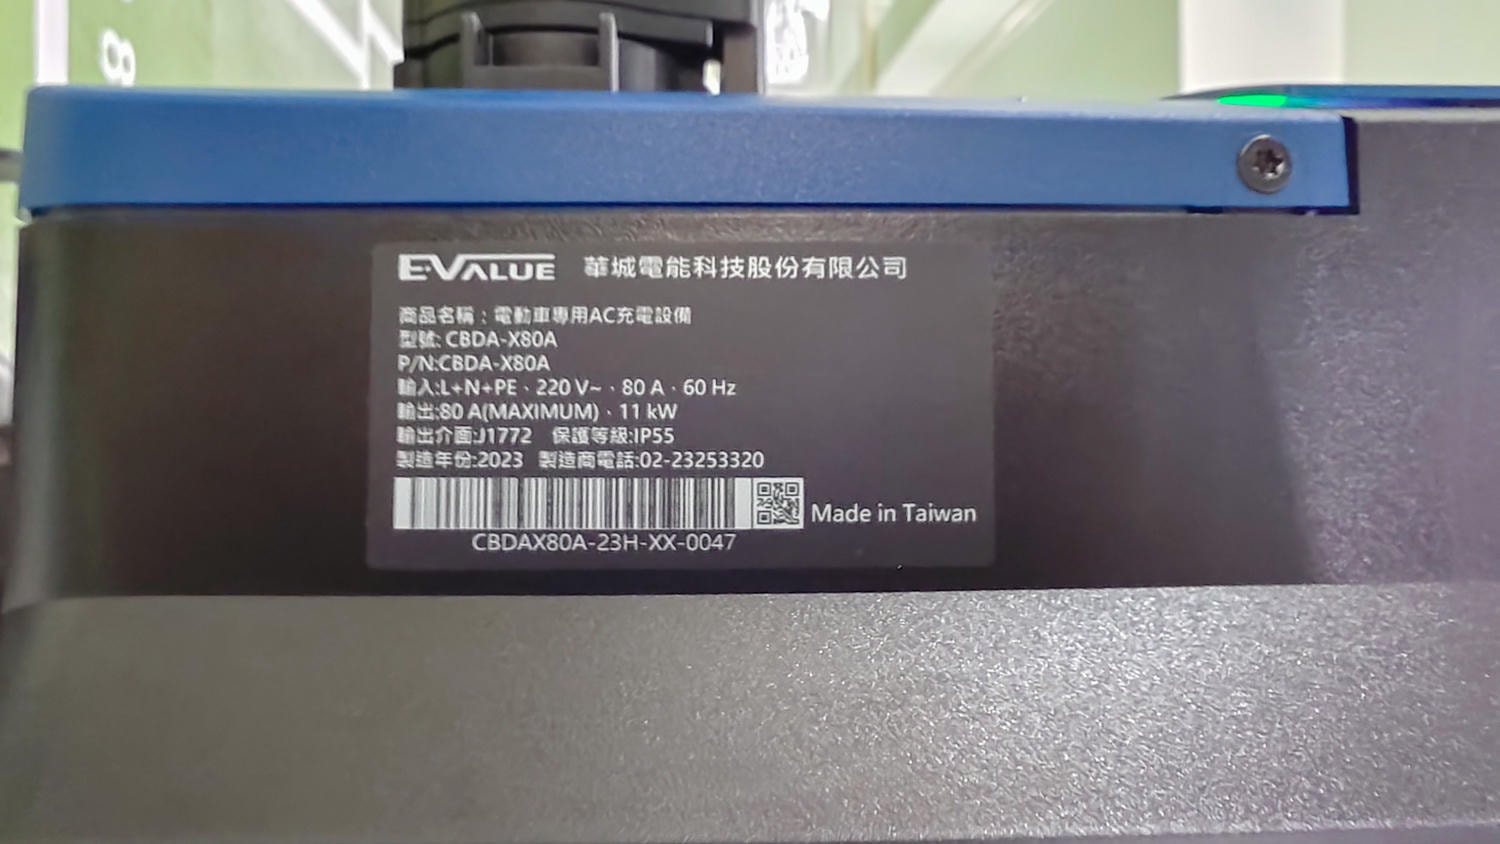 8
EVALUE 華城電能科技股份有限公司
商品名稱：電動車專用AC充電設備
型號: CBDA-X80A
P/N:CBDA-X80A
輸入:L+N+PE、220 V~、80 A、60 Hz
輸出:80 A(MAXIMUM)、11 kW
輸出介面:J1772 保護等級:IP55
製造年份:2023 製造商電話:02-23253320
Made in Taiwan
CBDAX80A-23H-XX-0047